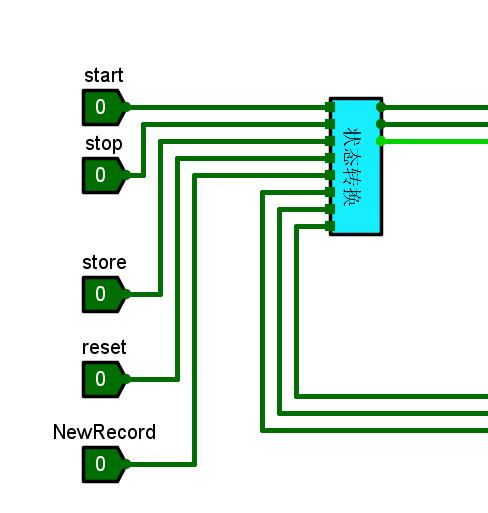 start
0
stop
0
状态转换
store
0
reset
0
NewRecord
0